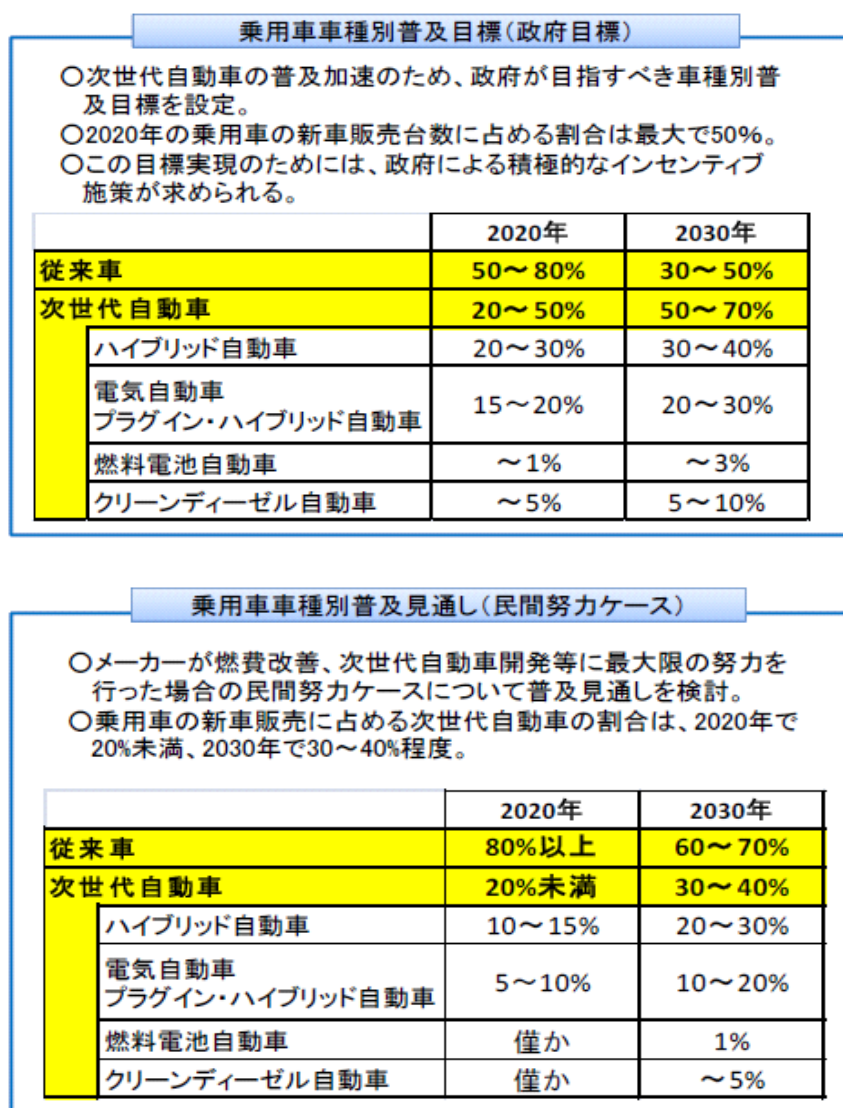 乗用車車種別普及目標(政府目標)
○次世代自動車の普及加速のため、政府が目指すべき車種別普
及目標を設定。
○2020年の乗用車の新車販売台数に占める割合は最大で50%。
○この目標実現のためには、政府による積極的なインセンティブ
施策が求められる。
2020年 2030年
従来車 50～80% 30～50%
次世代自動車 20～50% 50～70%
ハイブリッド自動車 20～30% 30～40%
電気自動車
プラグイン・ハイブリッド自動車 15～20% 20～30%
燃料電池自動車 ～1% ～3%
クリーンディーゼル自動車 ～5% 5～10%
乗用車車種別普及見通し(民間努力ケース)
○メーカーが燃費改善、次世代自動車開発等に最大限の努力を
行った場合の民間努力ケースについて普及見通しを検討。
○乗用車の新車販売に占める次世代自動車の割合は、2020年で
20%未満、2030年で30～40%程度。
2020年 2030年
従来車 80%以上 60～70%
次世代自動車 20%未満 30～40%
ハイブリッド自動車 10～15% 20～30%
電気自動車
プラグイン・ハイブリッド自動車 5～10% 10～20%
燃料電池自動車 僅か 1%
クリーンディーゼル自動車 僅か ～5%